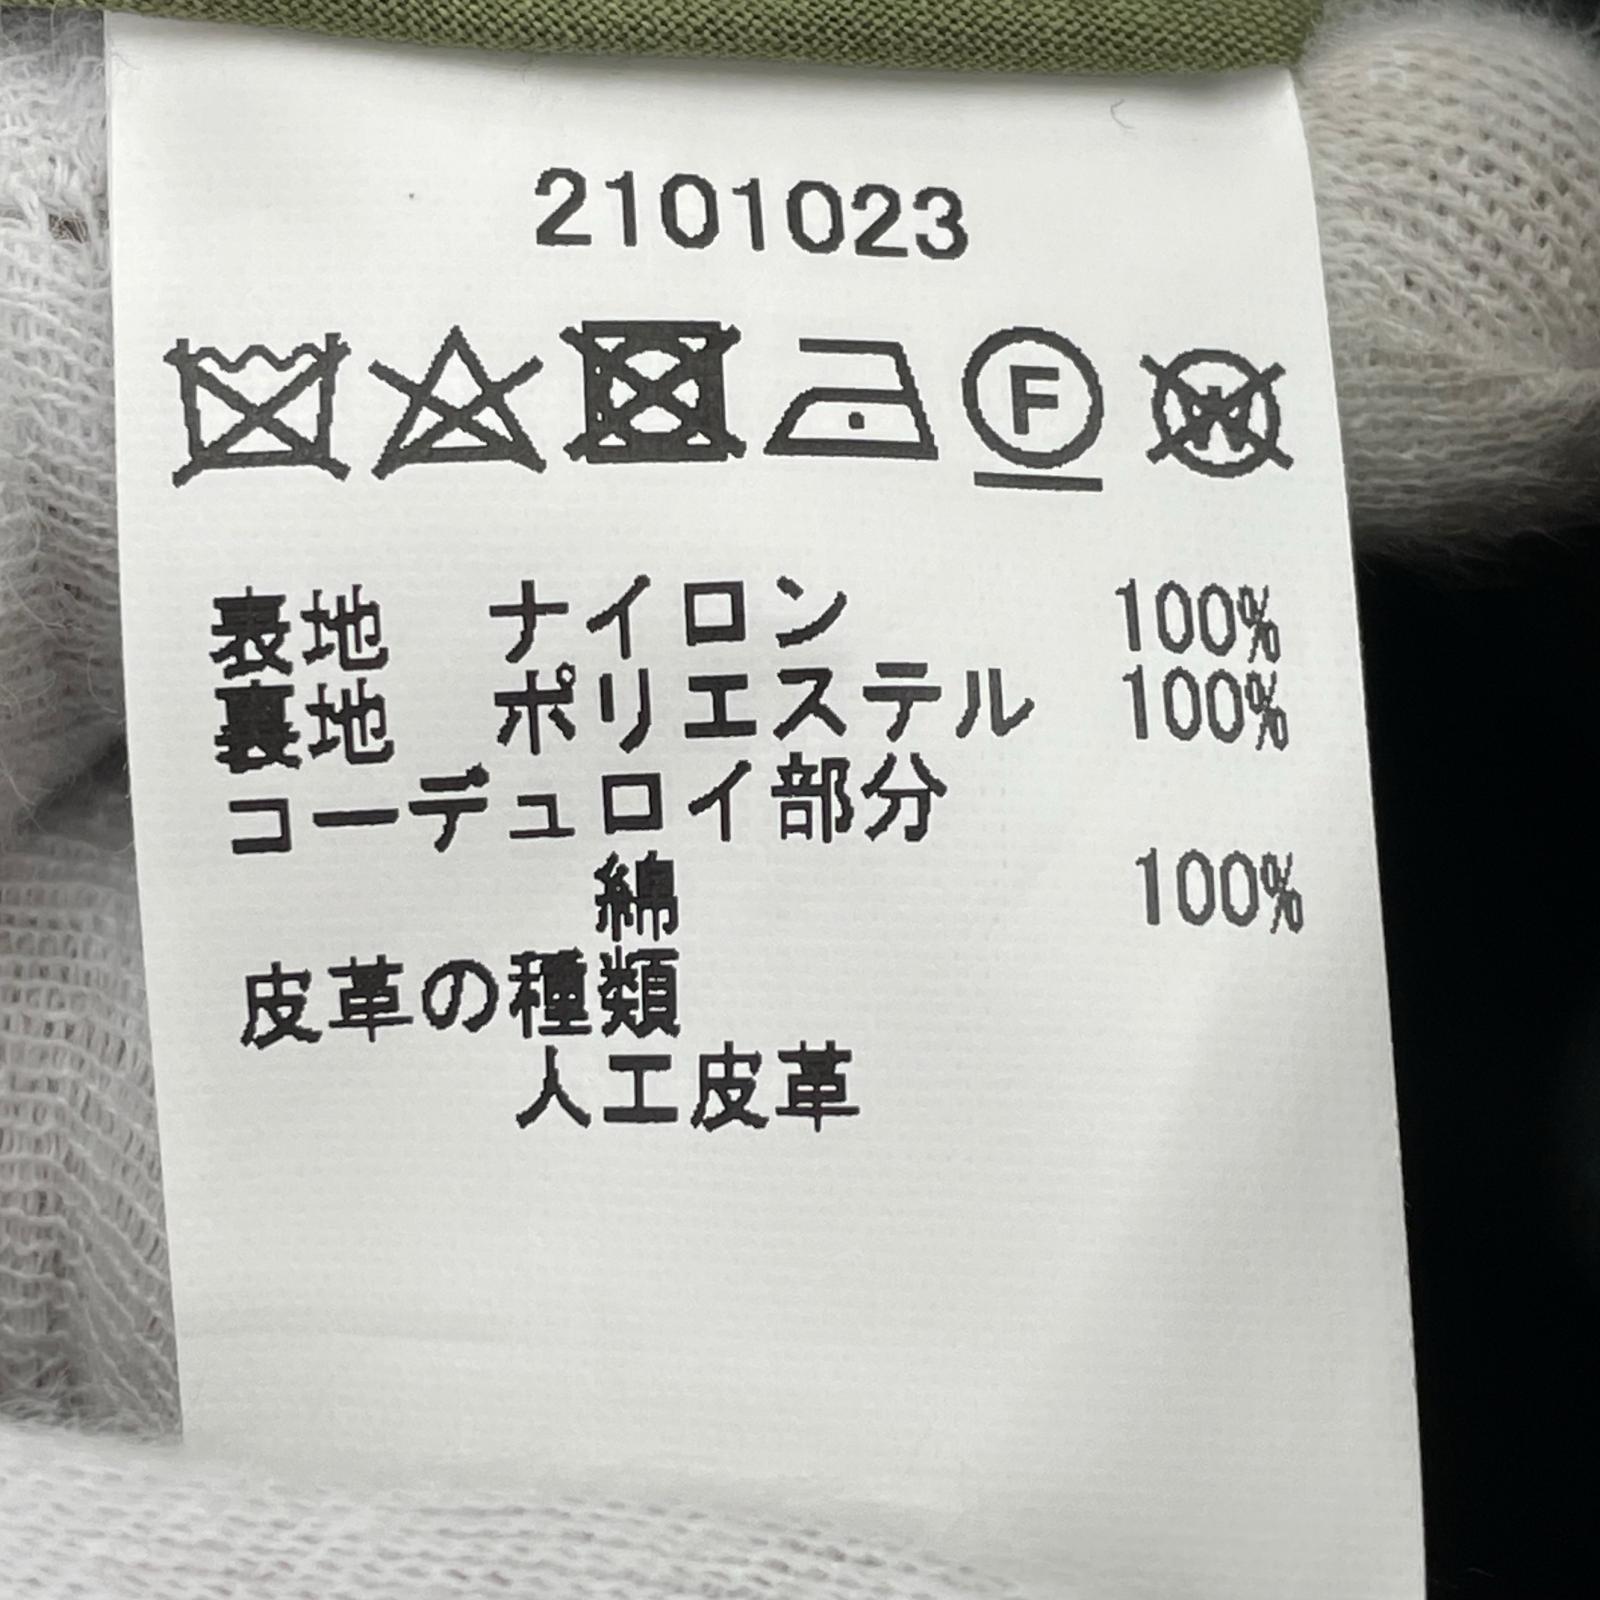 2101023
F W
表地 ナイロン 100%
裏地 ポリエステル 100%
コーデュロイ部分
綿 100%
皮革の種類
人工皮革